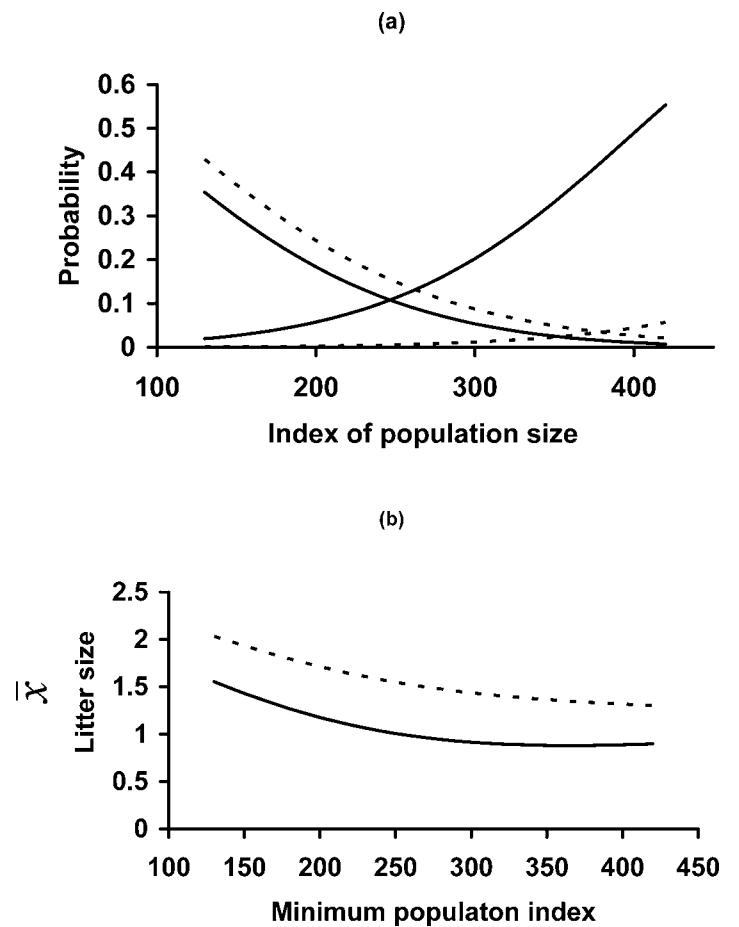 (a)
0.6
0.5
0.4
0.3
0.2
0.1
0
Probability
100 200 300 400
Index of population size
(b)
2.5
2
1.5
1
0.5
0
x̅
Litter size
100 150 200 250 300 350 400 450
Minimum populaton index